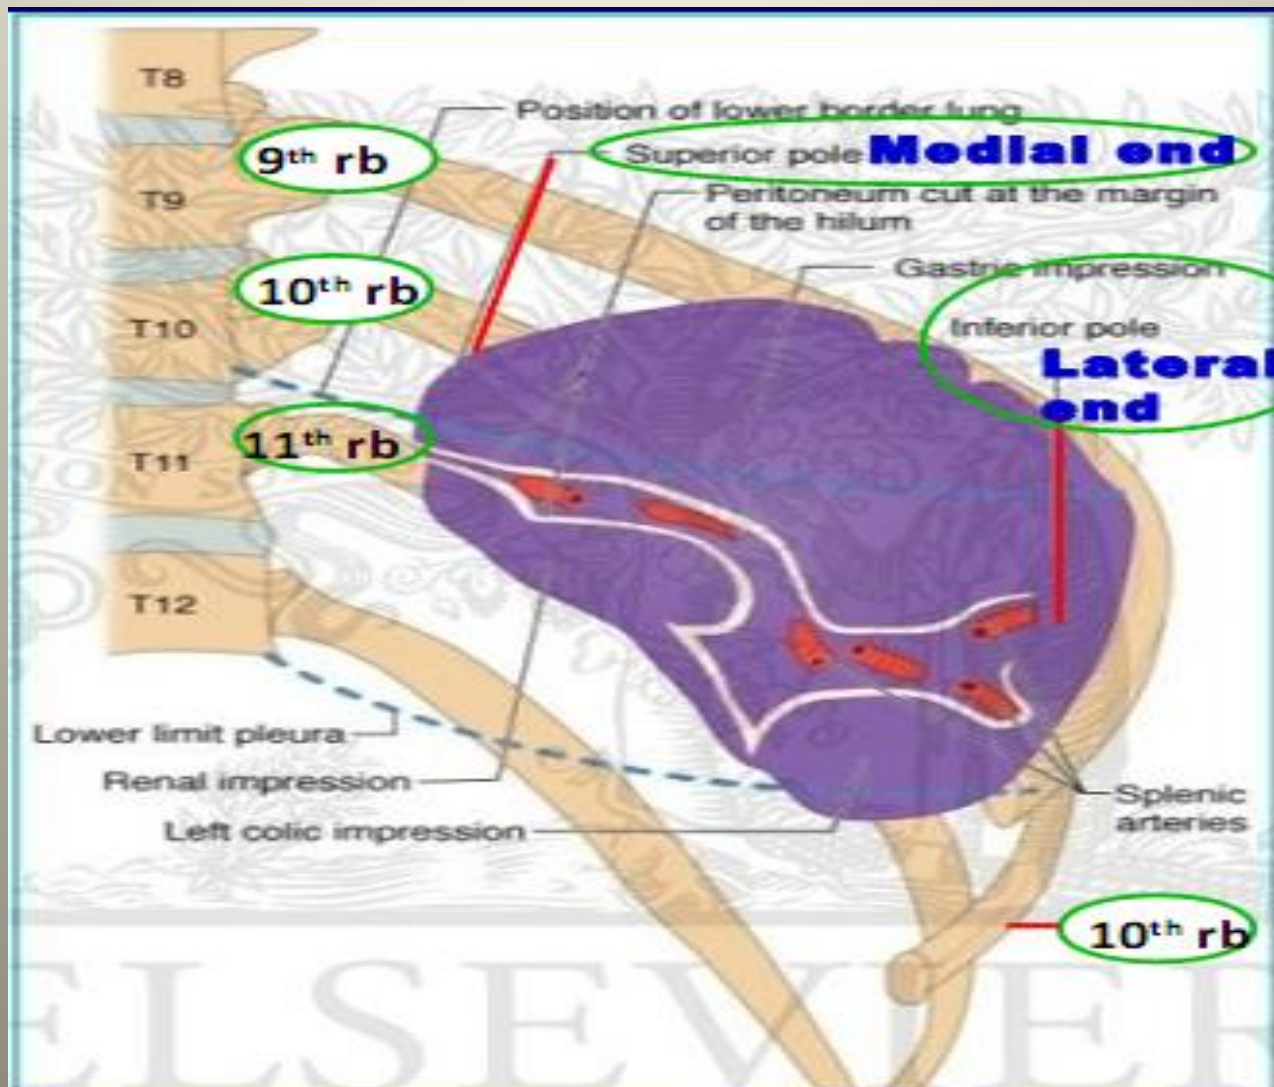 T8
Position of lower border lung
9th rb
Superior pole Medial end
T9
Peritoneum cut at the margin
of the hilum
Gastric impression
10th rb
T10
Inferior pole
Lateral
end
11th rb
T11
T12
Lower limit pleura
Renal impression
Left colic impression
Splenic
arteries
10th rb
ELSEVIER